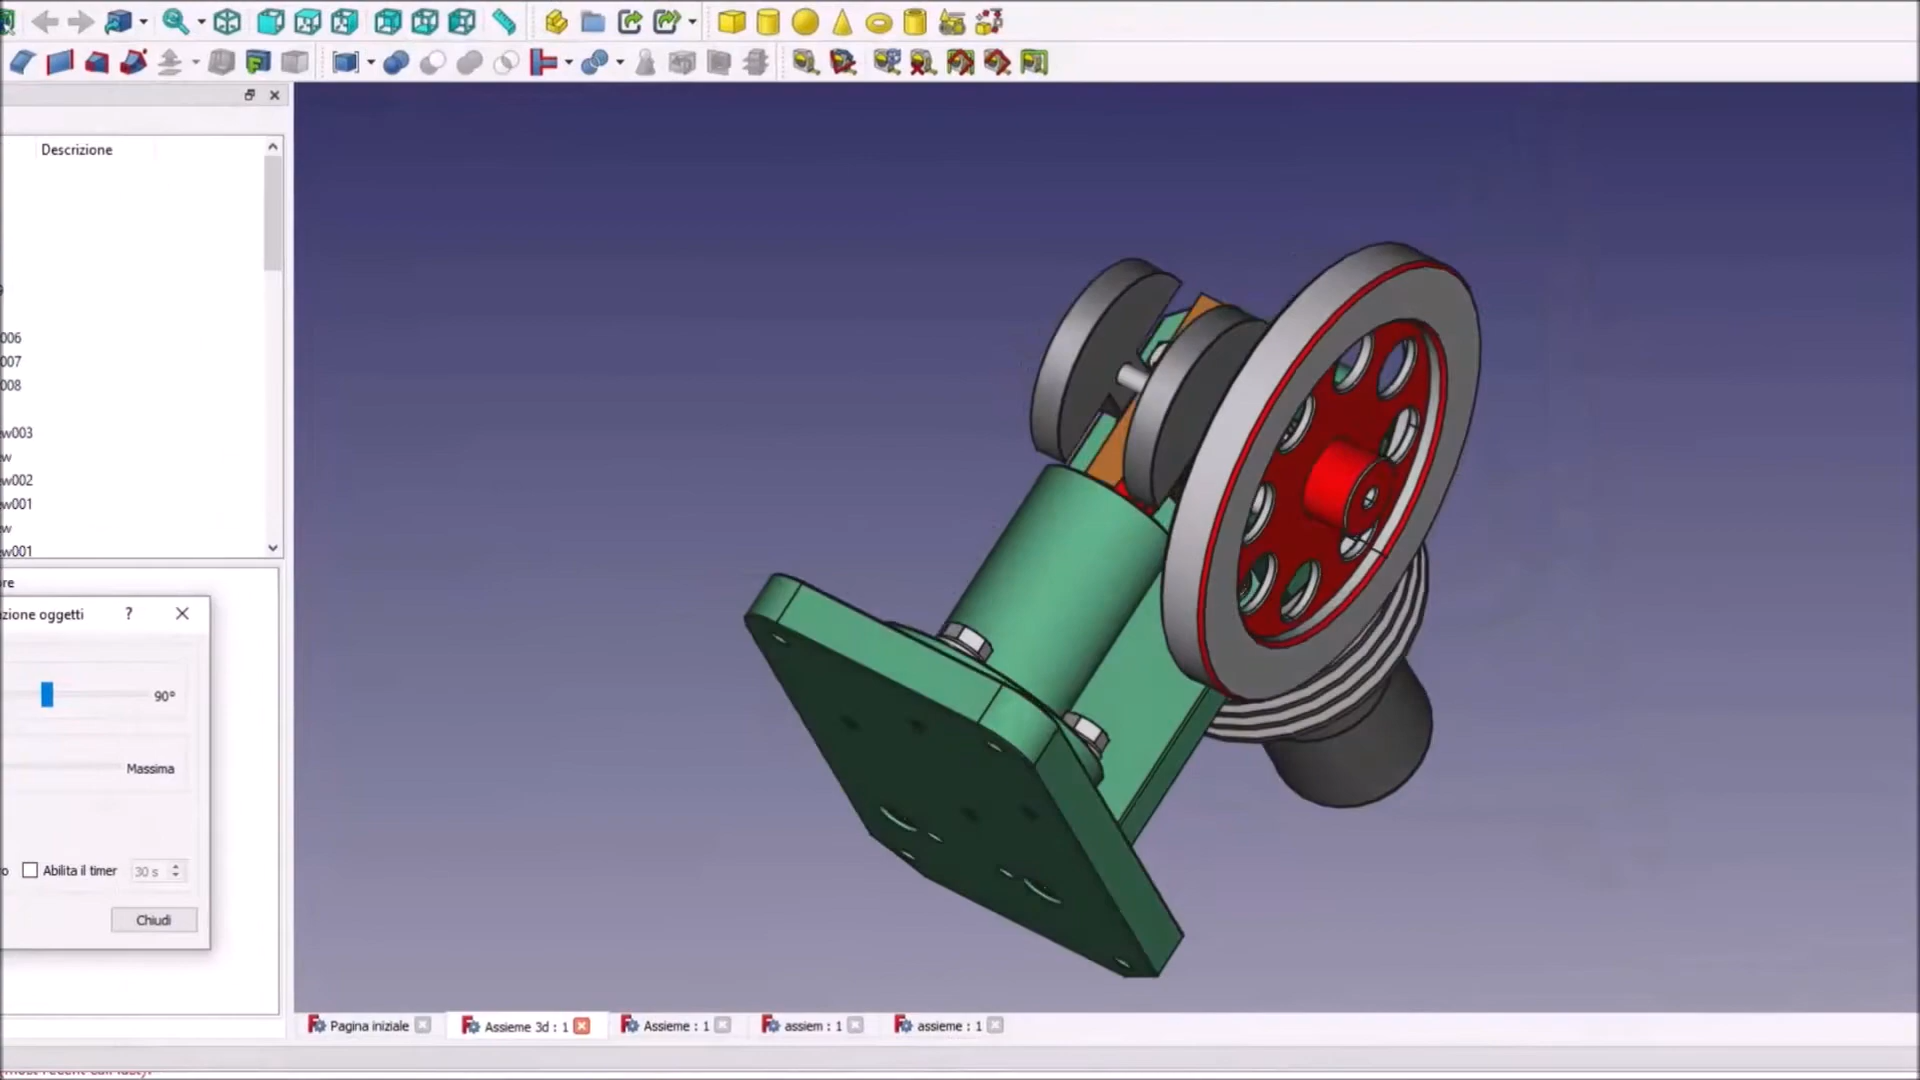 Descrizione
006
007
008
w003
w
w002
w001
w
w001
re
zione oggetti ?
90°
Massima
o Abilita il timer 30 s
Chiudi
Pagina iniziale Assieme 3d : 1 Assieme : 1 assiem : 1 assieme : 1